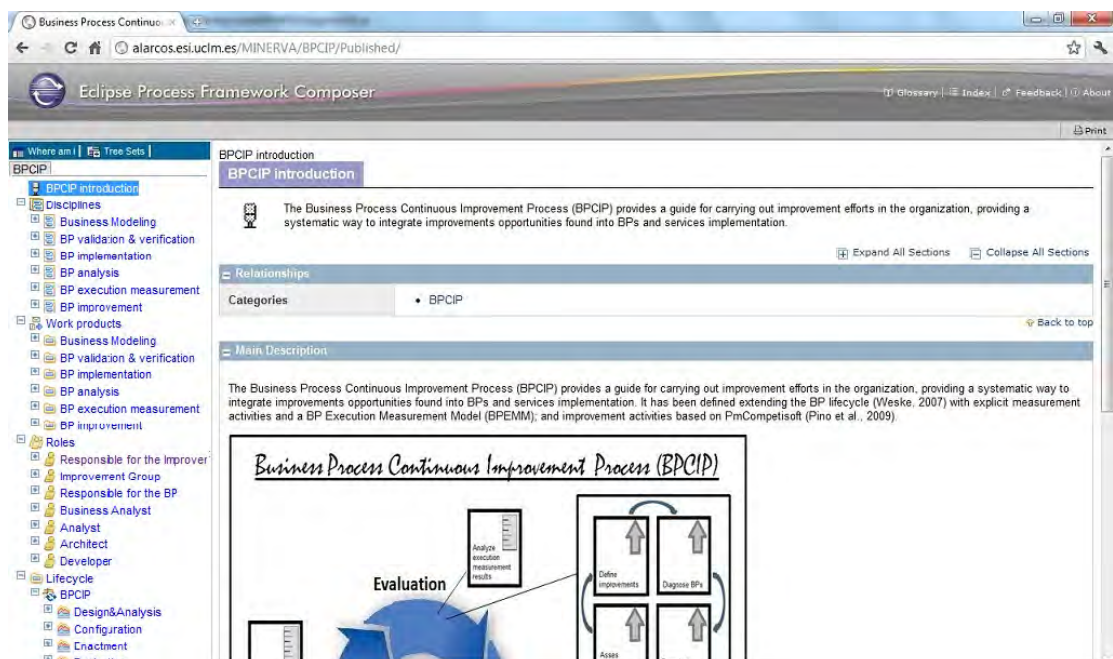 Business Process Continuo
alarcos.esi.uclm.es/MINERVA/BPCIP/Published/
Eclipse Process Framework Composer
Glossary | Index | Feedback | About
Print
Where am I | Tree Sets |
BPCIP
BPCIP introduction
Disciplines
Business Modeling
BP validation & verification
BP implementation
BP analysis
BP execution measurement
BP improvement
Work products
Business Modeling
BP validation & verification
BP implementation
BP analysis
BP execution measurement
BP improvement
Roles
Responsible for the Improver
Improvement Group
Responsible for the BP
Business Analyst
Analyst
Architect
Developer
Lifecycle
BPCIP
Design&Analysis
Configuration
Enactment
BPCIP introduction
BPCIP introduction
The Business Process Continuous Improvement Process (BPCIP) provides a guide for carrying out improvement efforts in the organization, providing a
systematic way to integrate improvements opportunities found into BPs and services implementation.
Expand All Sections Collapse All Sections
Relationships
Categories • BPCIP
Back to top
Main Description
The Business Process Continuous Improvement Process (BPCIP) provides a guide for carrying out improvement efforts in the organization, providing a systematic way to
integrate improvements opportunities found into BPs and services implementation. It has been defined extending the BP lifecycle (Weske, 2007) with explicit measurement
activities and a BP Execution Measurement Model (BPEMM); and improvement activities based on PmCompetisoft (Pino et al., 2009).
Business Process Continuous Improvement Process (BPCIP)
Analyze
execution
measurement
results
Evaluation
Define
improvements
Diagnose BPs
Asses